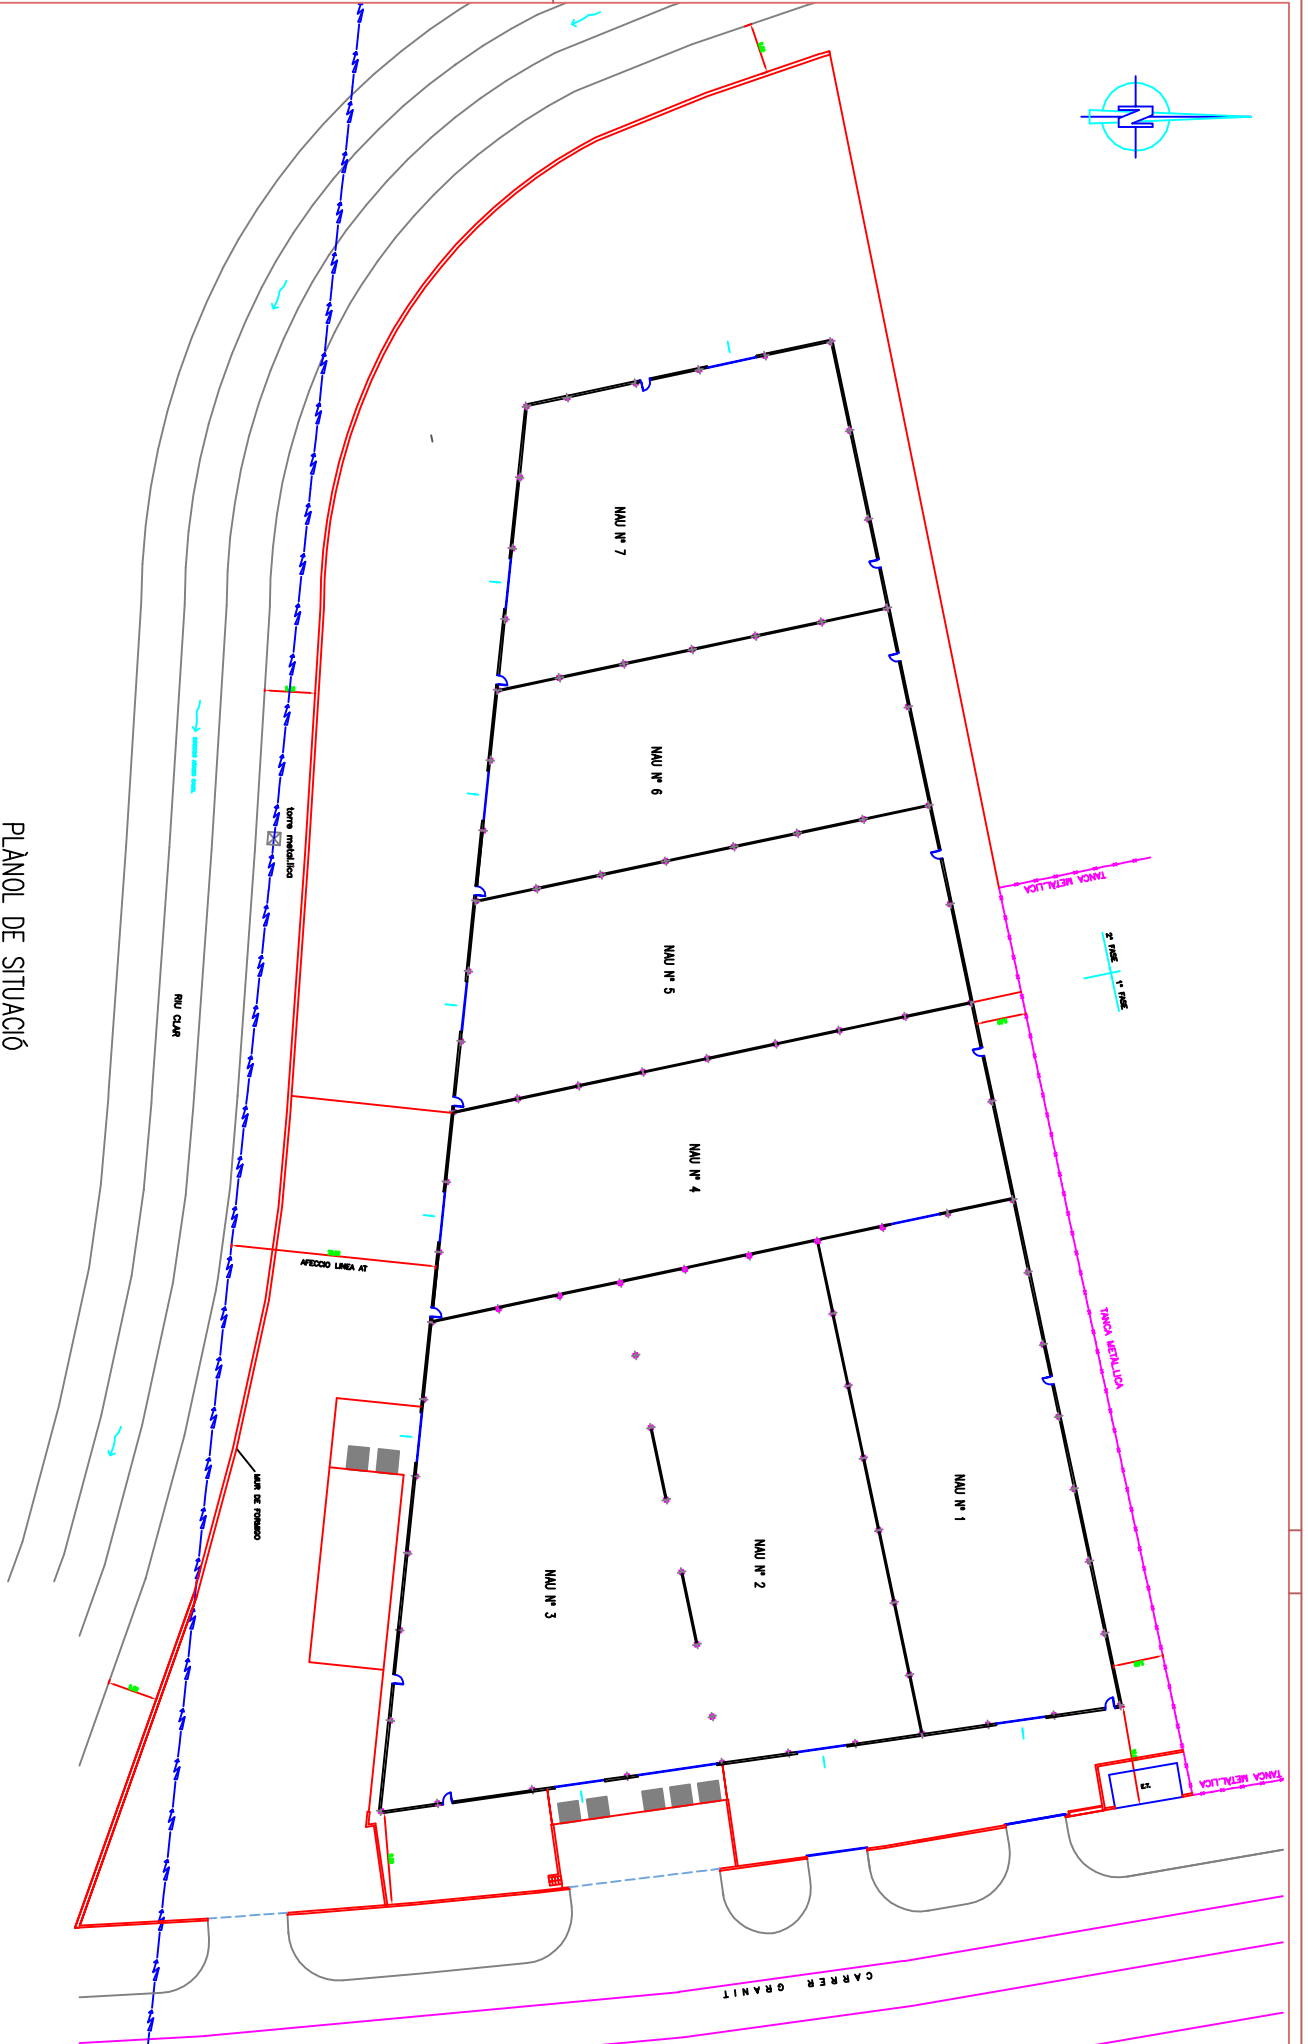 NAU Nº 7
NAU Nº 6
NAU Nº 5
NAU Nº 4
NAU Nº 1
NAU Nº 2
NAU Nº 3
TANCA METAL.LICA
2ª FASE
1ª FASE
TANCA METAL.LICA
TANCA METAL.LICA
torre metal.lica
RIU CLAR
AFECCIO LINEA AT
MUR DE FORMIGO
CARRER GRANIT
PLÀNOL DE SITUACIÓ
N